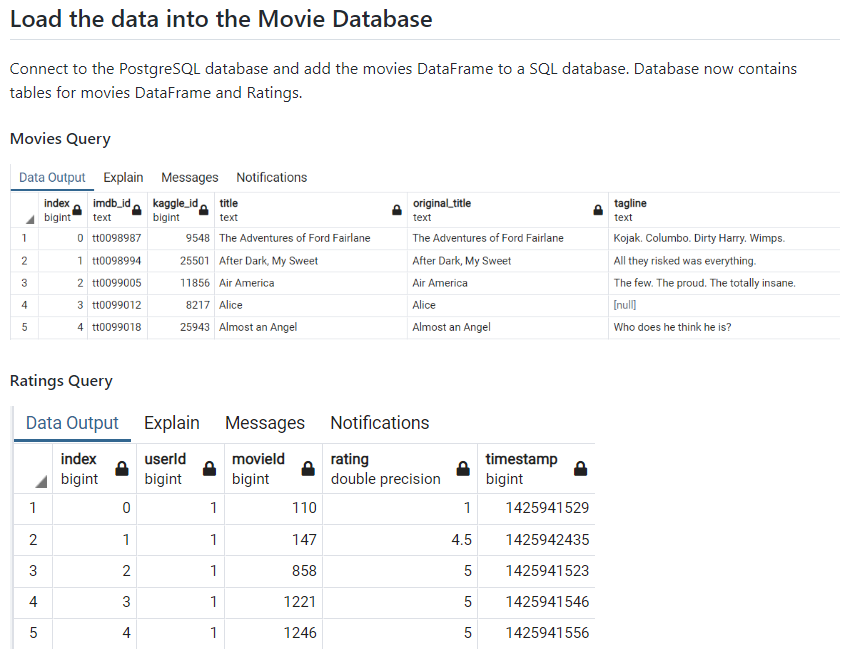 Load the data into the Movie Database
Connect to the PostgreSQL database and add the movies DataFrame to a SQL database. Database now contains
tables for movies DataFrame and Ratings.
Movies Query
Data Output Explain Messages Notifications
index imdb_id kaggle_id title original_title tagline
bigint text bigint text text text
1 0 tt0098987 9548 The Adventures of Ford Fairlane The Adventures of Ford Fairlane Kojak. Columbo. Dirty Harry. Wimps.
2 1 tt0098994 25501 After Dark, My Sweet After Dark, My Sweet All they risked was everything.
3 2 tt0099005 11856 Air America Air America The few. The proud. The totally insane.
4 3 tt0099012 8217 Alice Alice [null]
5 4 tt0099018 25943 Almost an Angel Almost an Angel Who does he think he is?
Ratings Query
Data Output Explain Messages Notifications
index userId movieId rating timestamp
bigint bigint bigint double precision bigint
1 0 1 110 1 1425941529
2 1 1 147 4.5 1425942435
3 2 1 858 5 1425941523
4 3 1 1221 5 1425941546
5 4 1 1246 5 1425941556